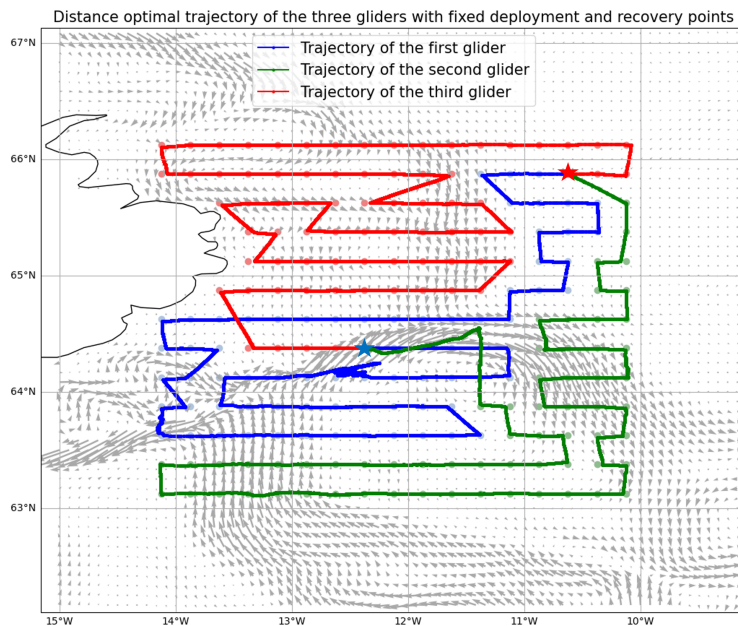 Distance optimal trajectory of the three gliders with fixed deployment and recovery points
Trajectory of the first glider
Trajectory of the second glider
Trajectory of the third glider
67°N
66°N
65°N
64°N
63°N
15°W
14°W
13°W
12°W
11°W
10°W